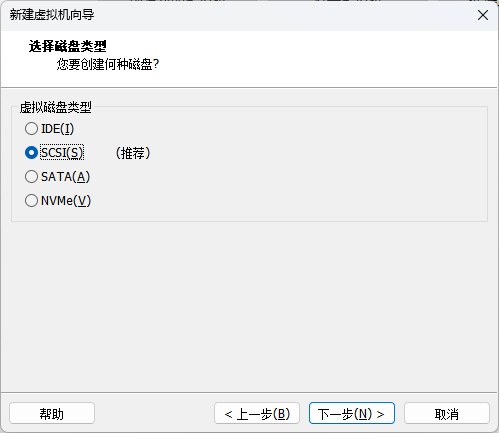 新建虚拟机向导
选择磁盘类型
您要创建何种磁盘?
虚拟磁盘类型
IDE(I)
SCSI(S) （推荐）
SATA(A)
NVMe(V)
帮助 < 上一步(B) 下一步(N) > 取消